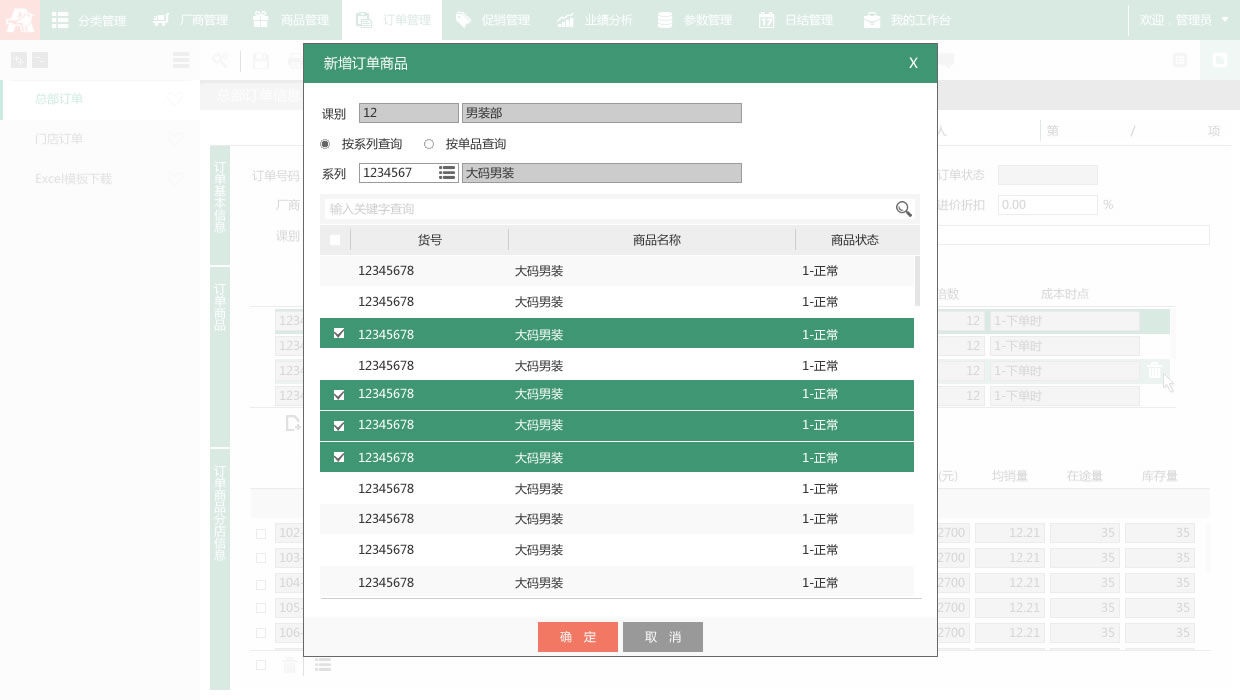 分类管理 厂商管理 商品管理 订单管理 促销管理 业绩分析 参数管理 日结管理 我的工作台 欢迎，管理员
总部订单
门店订单
Excel模板下载
总部订单信息
人 第 / 项
订单基本信息
订单号码
厂商
课别
订单状态
进价折扣 0.00 %
新增订单商品 X
课别 12 男装部
按系列查询 按单品查询
系列 1234567 大码男装
输入关键字查询
货号 商品名称 商品状态
12345678 大码男装 1-正常
12345678 大码男装 1-正常
12345678 大码男装 1-正常
12345678 大码男装 1-正常
12345678 大码男装 1-正常
12345678 大码男装 1-正常
12345678 大码男装 1-正常
12345678 大码男装 1-正常
12345678 大码男装 1-正常
12345678 大码男装 1-正常
12345678 大码男装 1-正常
确 定 取 消
订单商品
倍数 成本时点
1234 12 1-下单时
1234 12 1-下单时
1234 12 1-下单时
1234 12 1-下单时
订单商品分店信息
(元) 均销量 在途量 库存量
102- 2700 12.21 35 35
103- 2700 12.21 35 35
104- 2700 12.21 35 35
105- 2700 12.21 35 35
106- 2700 12.21 35 35